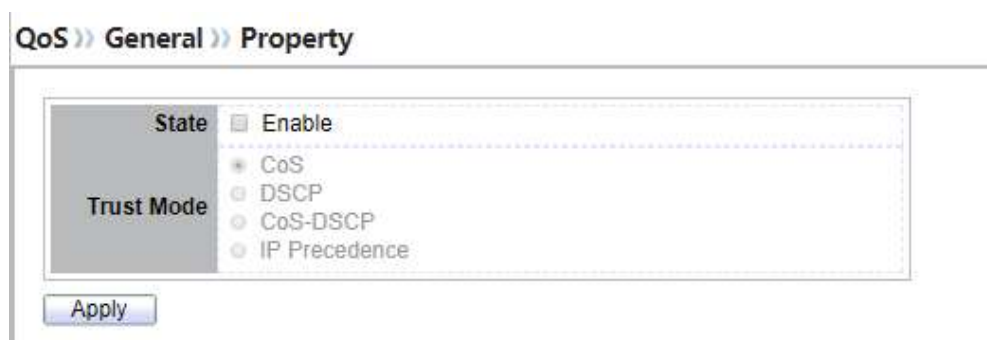 QoS》 General 》 Property
State Enable
Trust Mode
CoS
DSCP
CoS-DSCP
IP Precedence
Apply